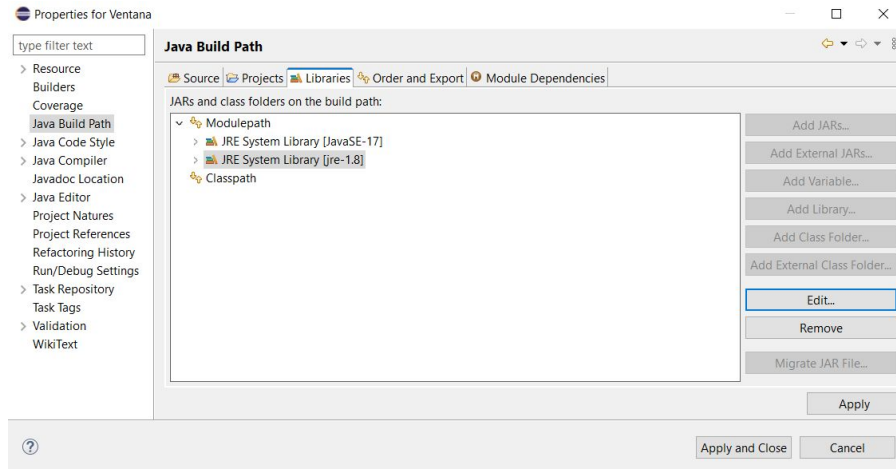 Properties for Ventana
type filter text
Resource
Builders
Coverage
Java Build Path
Java Code Style
Java Compiler
Javadoc Location
Java Editor
Project Natures
Project References
Refactoring History
Run/Debug Settings
Task Repository
Task Tags
Validation
WikiText
Java Build Path
Source Projects Libraries Order and Export Module Dependencies
JARs and class folders on the build path:
Modulepath
JRE System Library [JavaSE-17]
JRE System Library [jre-1.8]
Classpath
Add JARs...
Add External JARs...
Add Variable...
Add Library...
Add Class Folder...
Add External Class Folder...
Edit...
Remove
Migrate JAR File...
Apply
Apply and Close Cancel